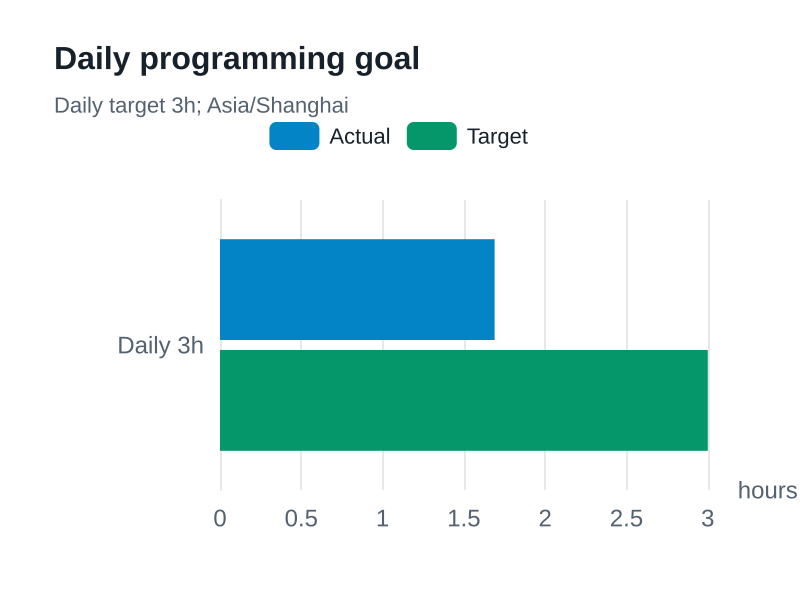 Daily programming goal
Daily target 3h; Asia/Shanghai
Actual Target
Daily 3h
hours
0 0.5 1 1.5 2 2.5 3